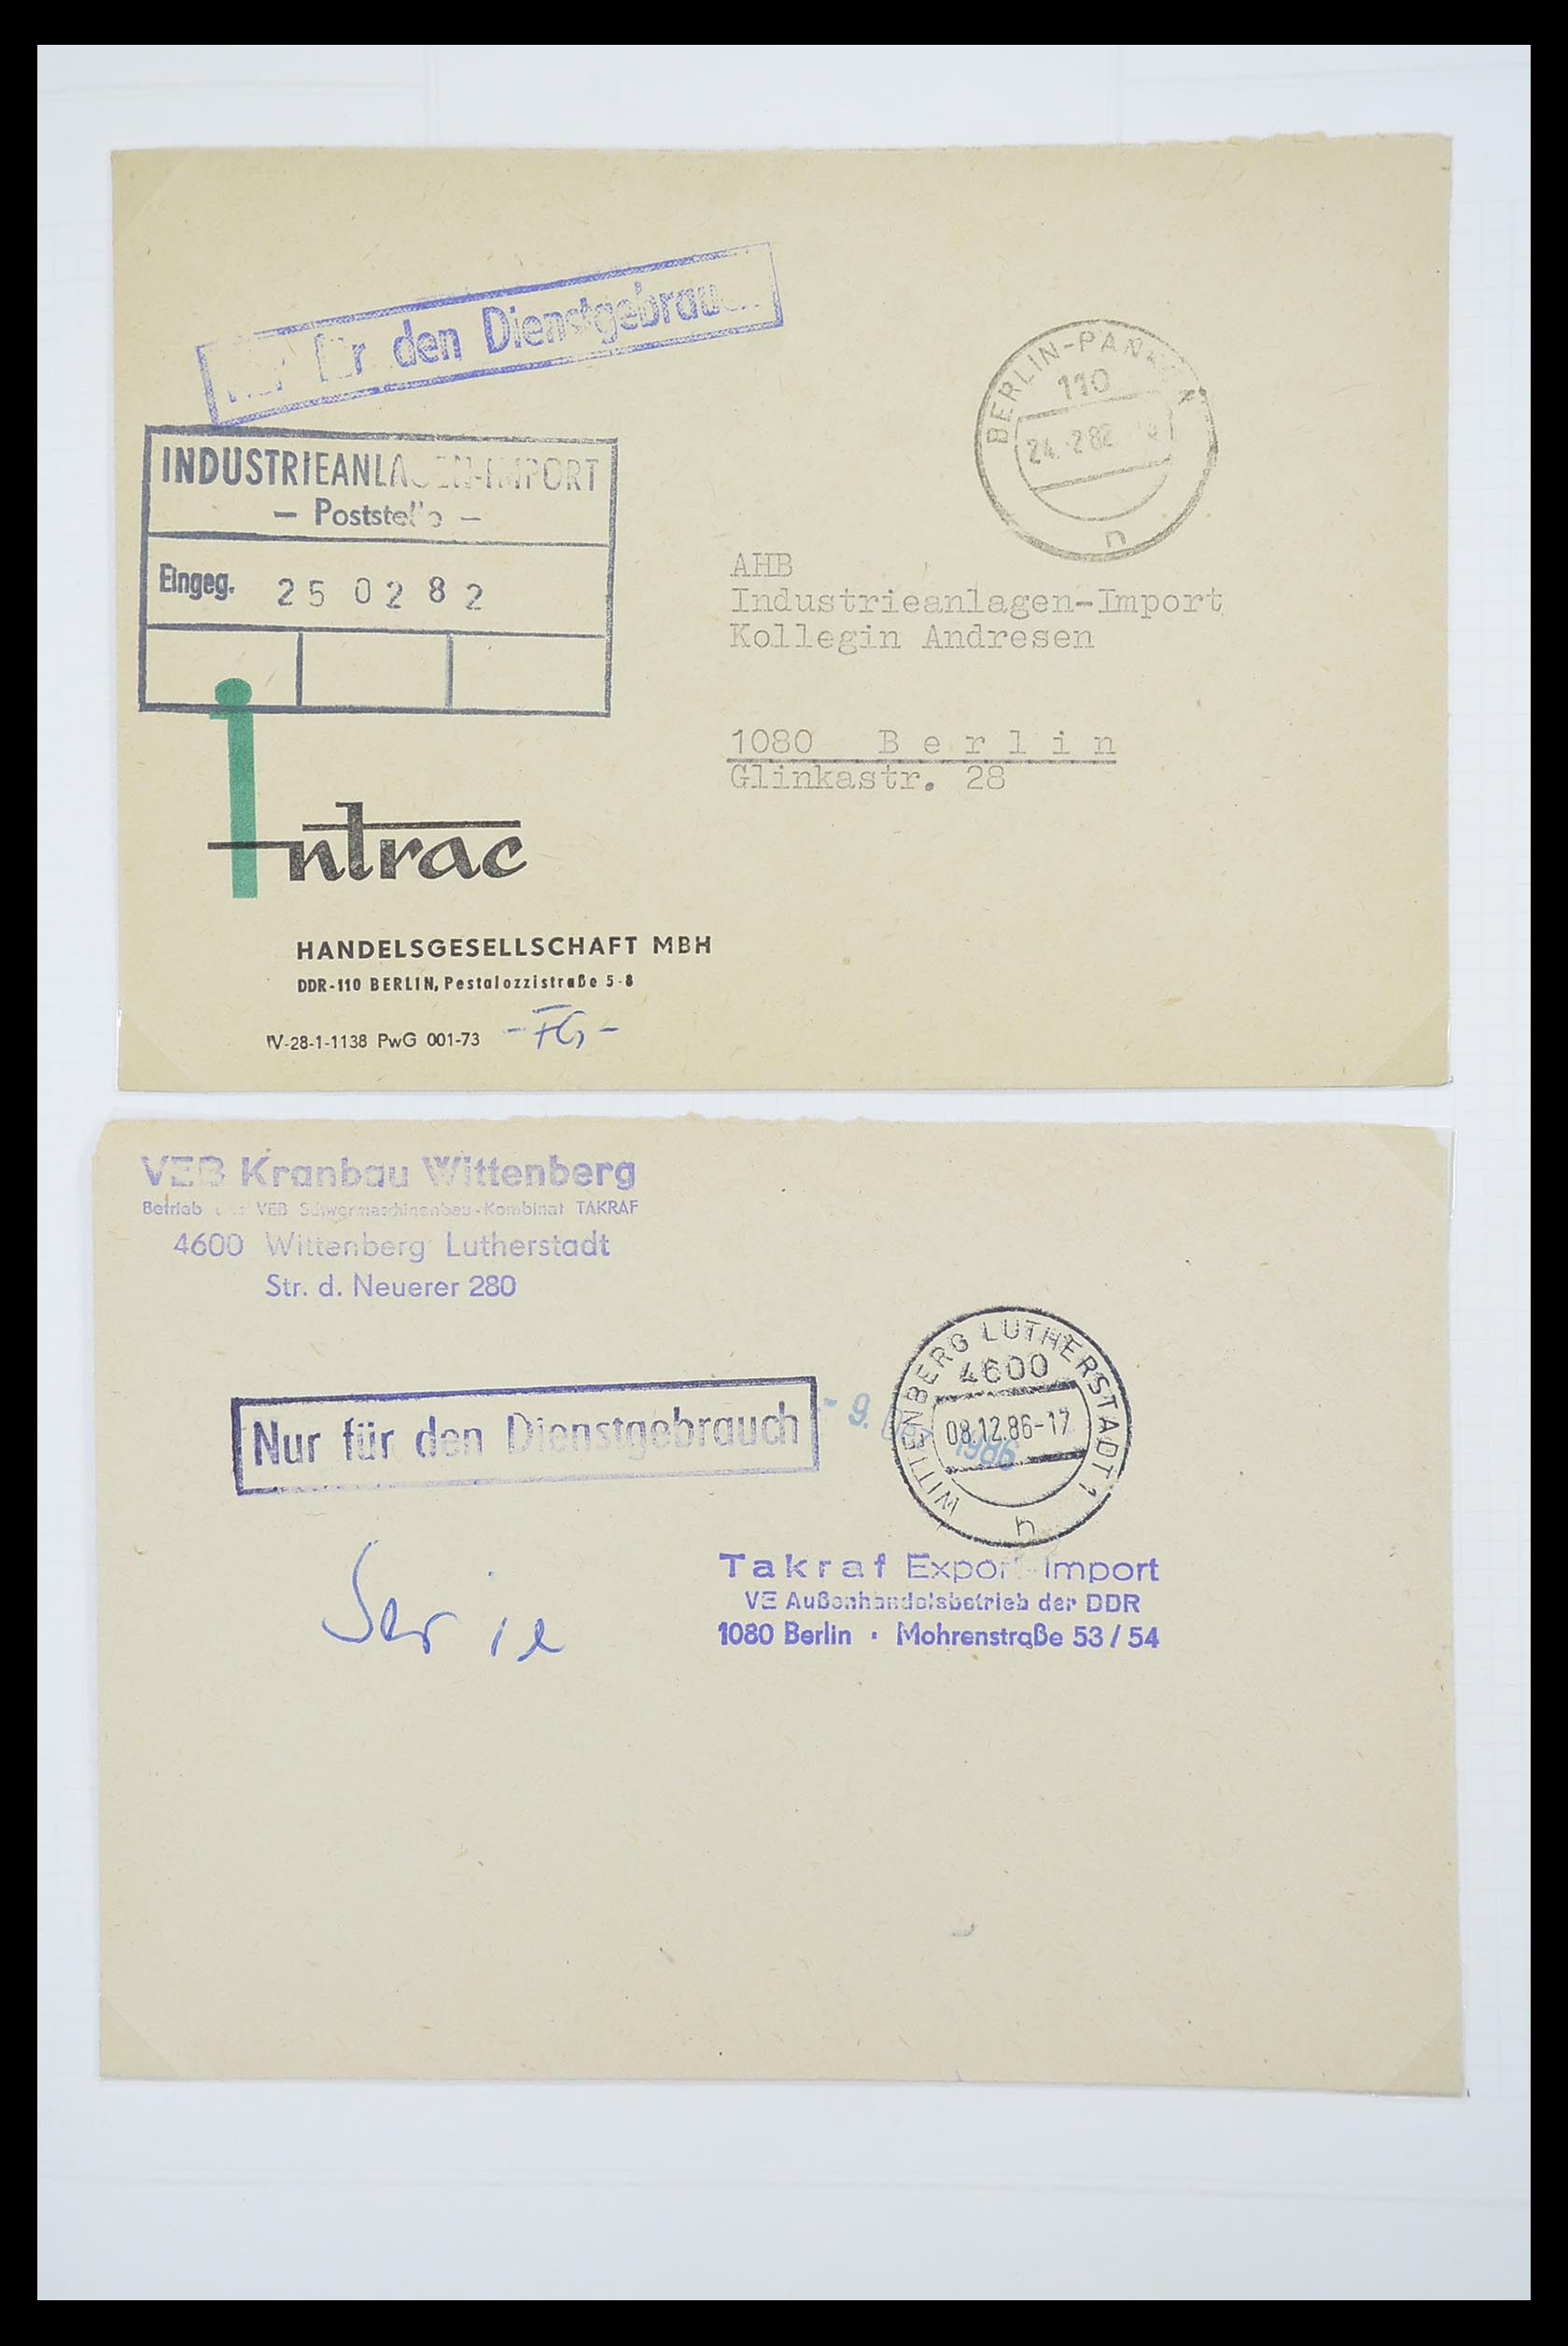 für den Dienstgebrauch
INDUSTRIEANLAGEN-IMPORT
- Poststelle -
Eingeg. 25 02 82
BERLIN-PANKOW
110
24. 2 82
n
AHB
Industrieanlagen-Import
Kollegin Andresen
1080 Berlin
Glinkastr. 28
intrac
HANDELSGESELLSCHAFT MBH
DDR-110 BERLIN, Pestalozzistraße 5-8
IV-28-1-1138 PwG 001-73
VEB Kranbau Wittenberg
Betrieb VEB Schwermaschinenbau-Kombinat TAKRAF
4600 Wittenberg Lutherstadt
Str. d. Neuerer 280
WITTENBERG LUTHERSTADT 1
4600
08.12.86-17
h
Nur für den Dienstgebrauch
- 9. 1986
Takraf Export-Import
VE Außenhandelsbetrieb der DDR
1080 Berlin · Mohrenstraße 53/54